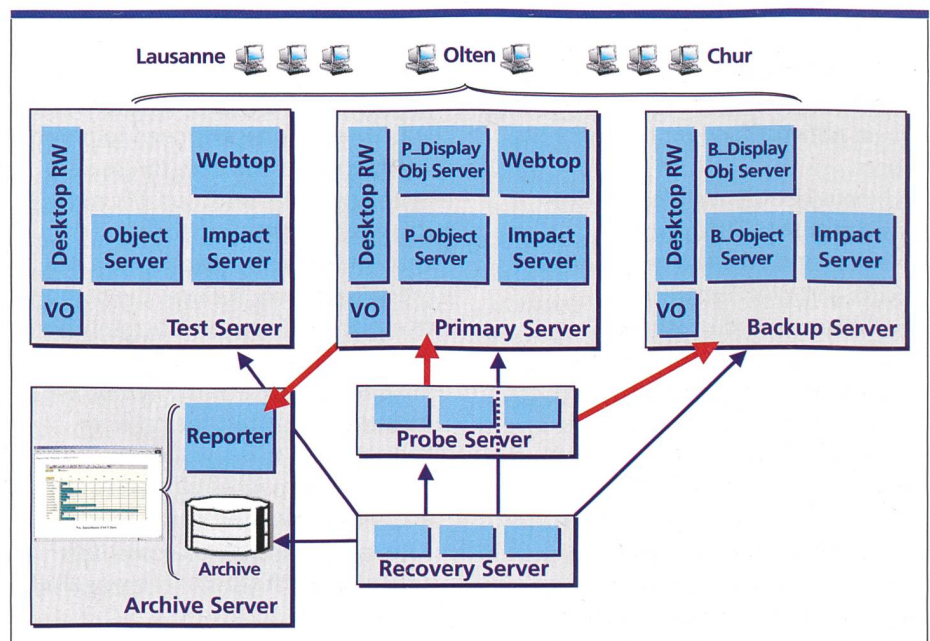 Lausanne Olten Chur
Desktop RW
Webtop
Object
Server
Impact
Server
VO
Test Server
Desktop RW
P_Display
Obj Server
Webtop
P_Object
Server
Impact
Server
VO
Primary Server
Desktop RW
B_Display
Obj Server
B_Object
Server
Impact
Server
VO
Backup Server
Reporter
Archive
Archive Server
Probe Server
Recovery Server